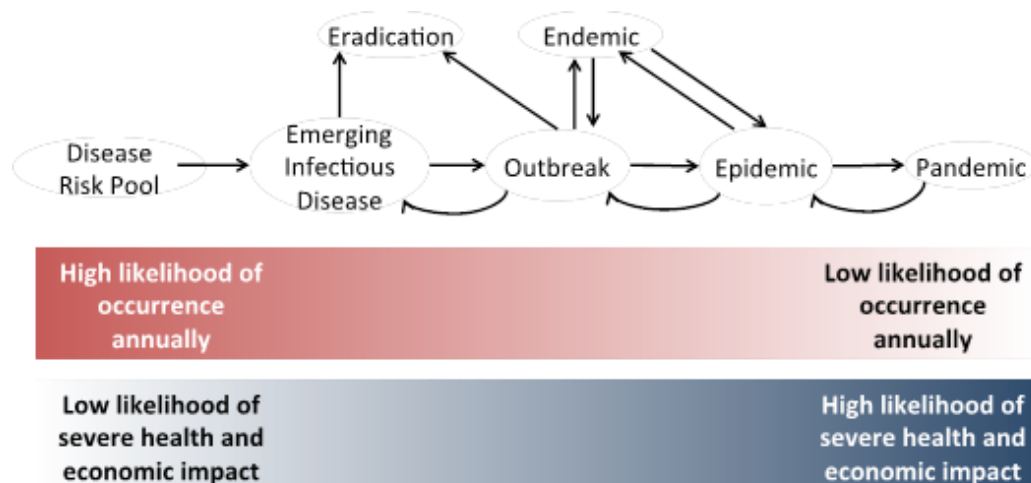 Eradication
Endemic
Disease
Risk Pool
Emerging
Infectious
Disease
Outbreak
Epidemic
Pandemic
High likelihood of
occurrence
annually
Low likelihood of
occurrence
annually
Low likelihood of
severe health and
economic impact
High likelihood of
severe health and
economic impact